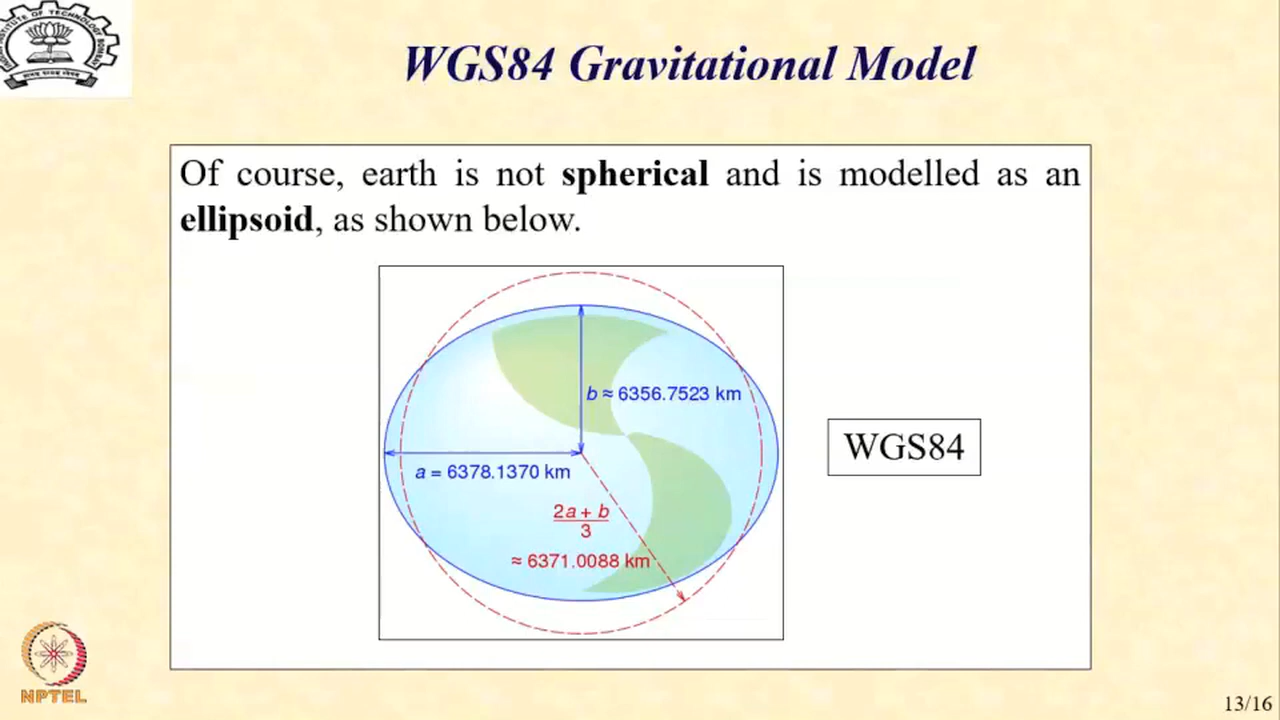 WGS84 Gravitational Model
Of course, earth is not spherical and is modelled as an
ellipsoid, as shown below.
b ≈ 6356.7523 km
a = 6378.1370 km
2a + b
3
≈ 6371.0088 km
WGS84
NPTEL
13/16